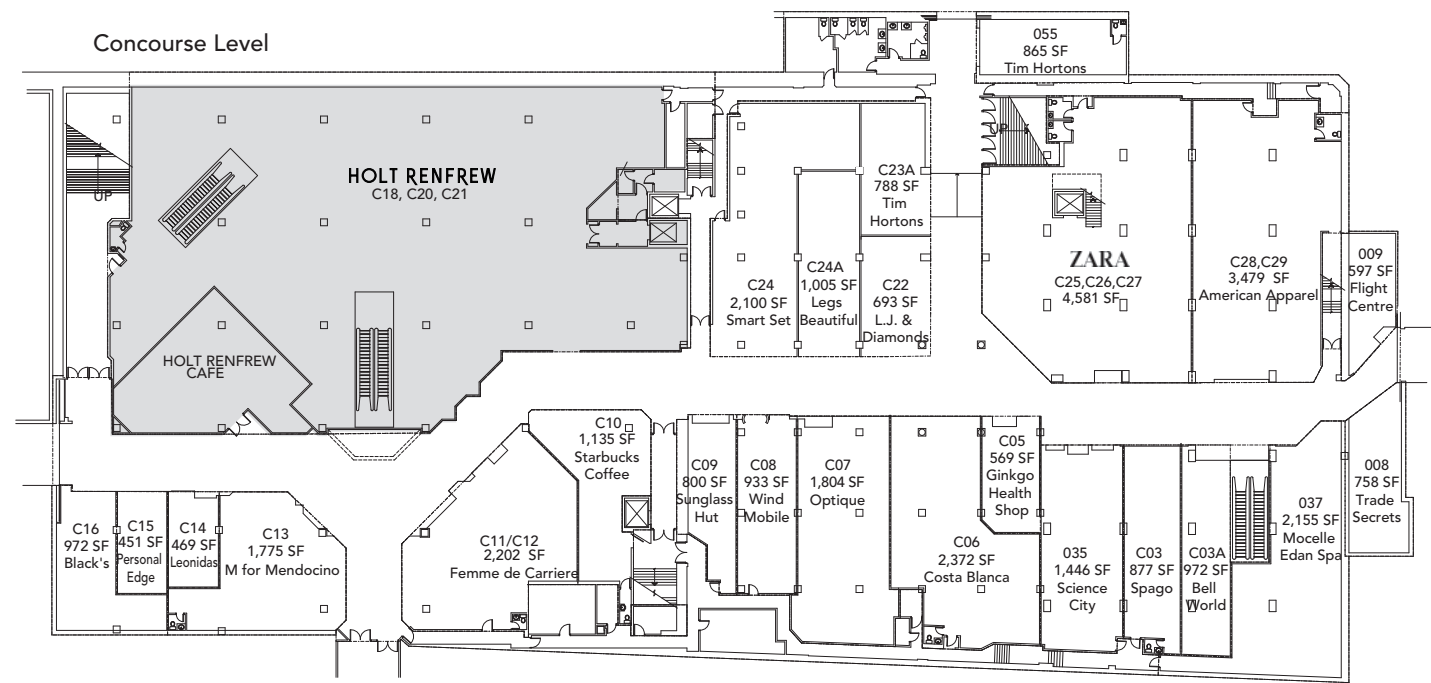 Concourse Level
055
865 SF
Tim Hortons
UP
HOLT RENFREW
C18, C20, C21
HOLT RENFREW
CAFE
C24
2,100 SF
Smart Set
C24A
1,005 SF
Legs
Beautiful
C23A
788 SF
Tim
Hortons
C22
693 SF
L.J. &
Diamonds
UP
ZARA
C25,C26,C27
4,581 SF
C28,C29
3,479 SF
American Apparel
009
597 SF
Flight
Centre
C16
972 SF
Black's
C15
451 SF
Personal
Edge
C14
469 SF
Leonidas
C13
1,775 SF
M for Mendocino
C11/C12
2,202 SF
Femme de Carriere
C10
1,135 SF
Starbucks
Coffee
C09
800 SF
Sunglass
Hut
C08
933 SF
Wind
Mobile
C07
1,804 SF
Optique
C06
2,372 SF
Costa Blanca
C05
569 SF
Ginkgo
Health
Shop
035
1,446 SF
Science
City
C03
877 SF
Spago
C03A
972 SF
Bell
World
037
2,155 SF
Mocelle
Edan Spa
008
758 SF
Trade
Secrets